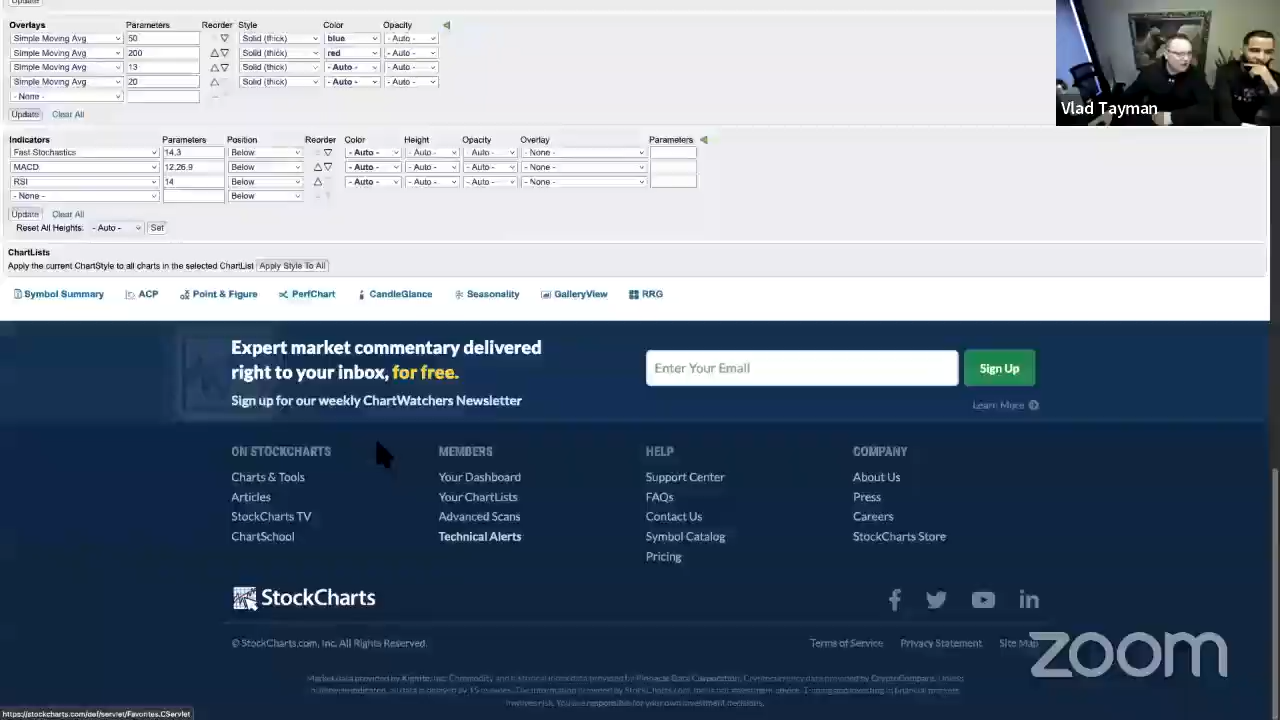 Update
Overlays Parameters Reorder Style Color Opacity
Simple Moving Avg 50 Solid (thick) blue - Auto -
Simple Moving Avg 200 Solid (thick) red - Auto -
Simple Moving Avg 13 Solid (thick) - Auto - - Auto -
Simple Moving Avg 20 Solid (thick) - Auto - - Auto -
- None -
Update Clear All
Vlad Tayman
Indicators Parameters Position Reorder Color Height Opacity Overlay Parameters
Fast Stochastics 14,3 Below - Auto - - Auto - - Auto - - None -
MACD 12,26,9 Below - Auto - - Auto - - Auto - - None -
RSI 14 Below - Auto - - Auto - - Auto - - None -
- None - Below
Update Clear All
Reset All Heights: - Auto - Set
ChartLists
Apply the current ChartStyle to all charts in the selected ChartList Apply Style To All
Symbol Summary ACP Point & Figure PerfChart CandleGlance Seasonality GalleryView RRG
Expert market commentary delivered
right to your inbox, for free.
Sign up for our weekly ChartWatchers Newsletter
Enter Your Email Sign Up
Learn More
ON STOCKCHARTS MEMBERS HELP COMPANY
Charts & Tools Your Dashboard Support Center About Us
Articles Your ChartLists FAQs Press
StockCharts TV Advanced Scans Contact Us Careers
ChartSchool Technical Alerts Symbol Catalog StockCharts Store
Pricing
StockCharts
© StockCharts.com, Inc. All Rights Reserved. Terms of Service Privacy Statement Site Map
zoom